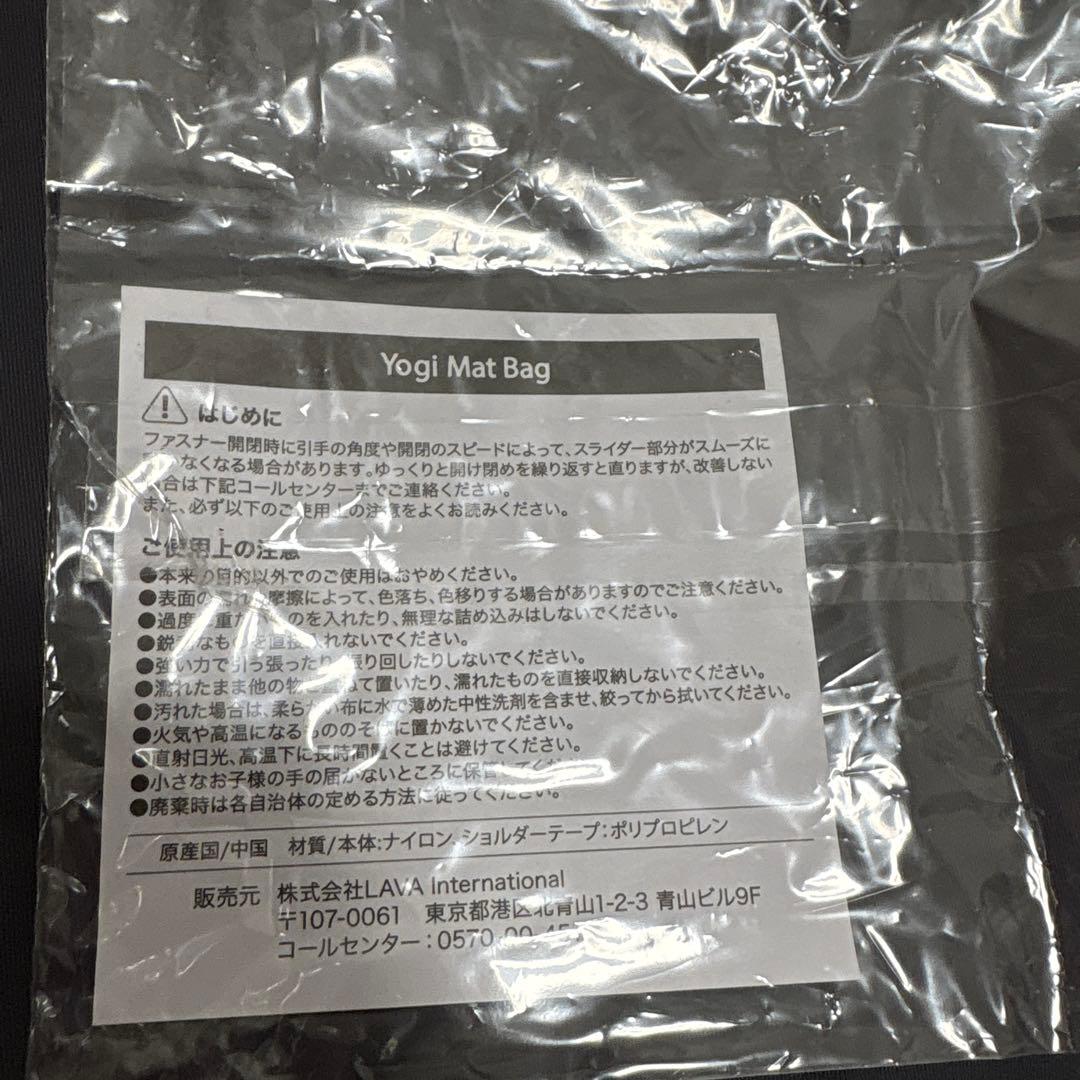 Yogi Mat Bag
はじめに
ファスナー開閉時に引手の角度や開閉のスピードによって、スライダー部分がスムーズに
なくなる場合があります。ゆっくりと開け閉めを繰り返すと直りますが、改善しない
合は下記コールセンターまでご連絡ください。
また、必ず以下のご使用上の注意をよくお読みください。
ご使用上の注意
●本来の目的以外でのご使用はおやめください。
●表面の濡れ 摩擦によって、色落ち、色移りする場合がありますのでご注意ください。
●過度 重た ものを入れたり、無理な詰め込みはしないでください。
●鋭 なものを直接入れないでください。
●強い力で引っ張ったり 振り回したりしないでください。
●濡れたまま他の物 ねて置いたり、濡れたものを直接収納しないでください。
●汚れた場合は、柔らかい布に水で薄めた中性洗剤を含ませ、絞ってから拭いてください。
●火気や高温になるもののそばに置かないでください。
●直射日光、高温下に長時間置くことは避けてください。
●小さなお子様の手の届かないところに保管してくだ
●廃棄時は各自治体の定める方法に従ってください。
原産国/中国 材質/本体:ナイロン、ショルダーテープ:ポリプロピレン
販売元 株式会社LAVA International
〒107-0061 東京都港区北青山1-2-3 青山ビル9F
コールセンター:0570-00-45